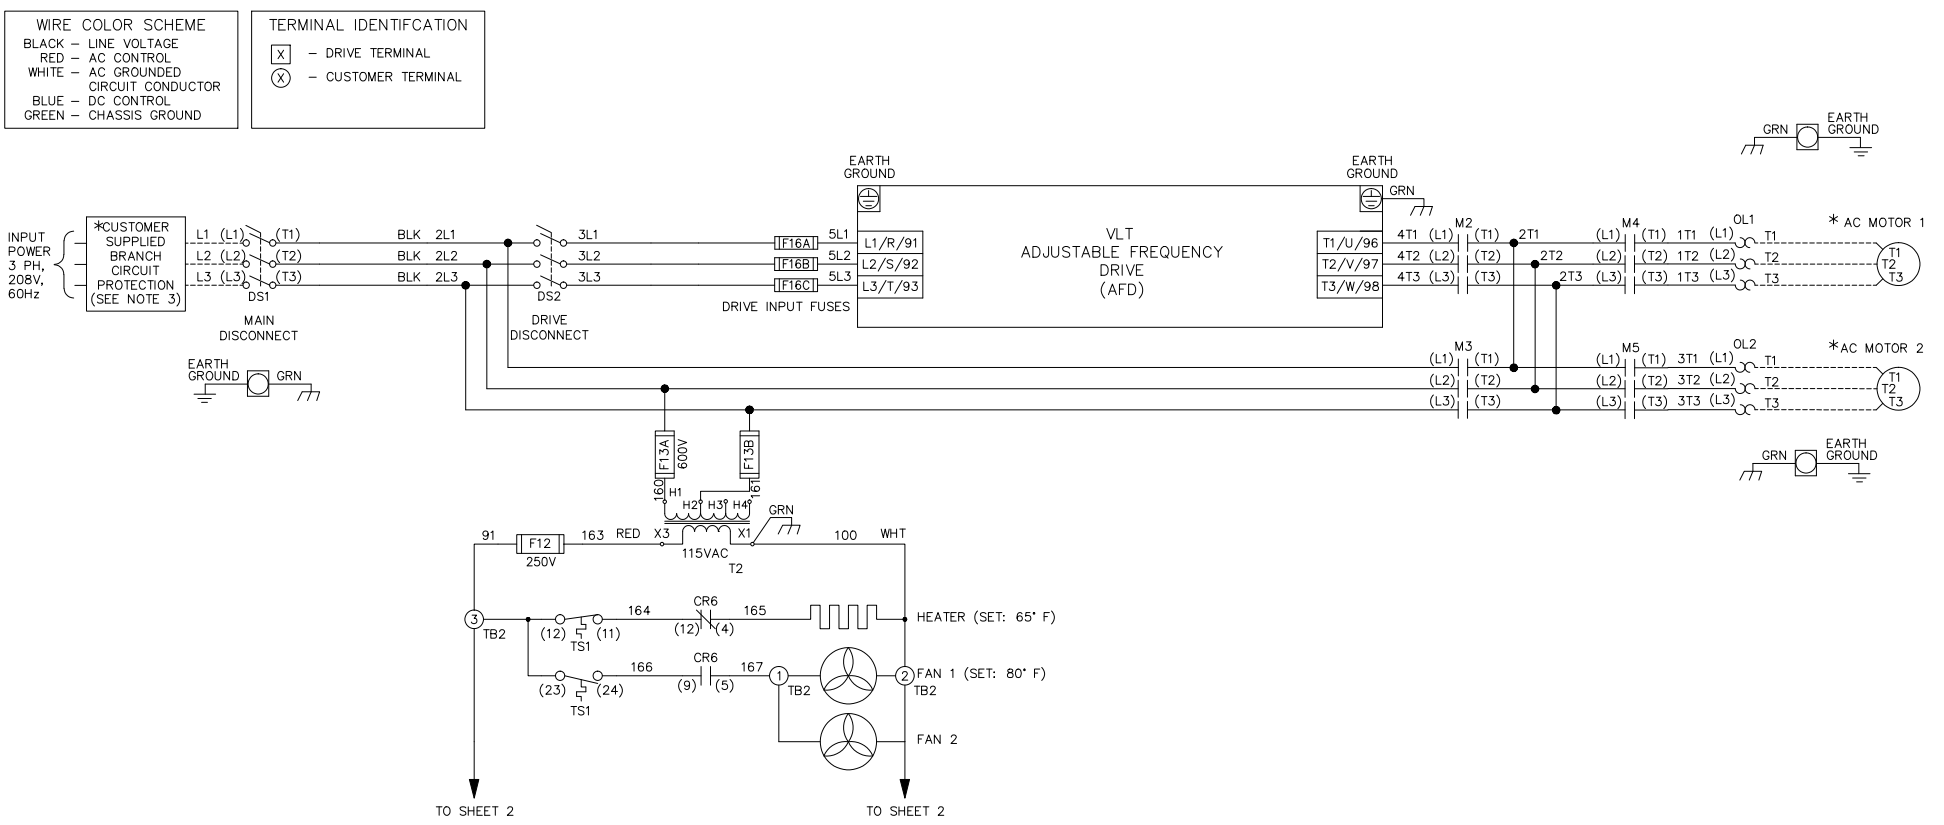 WIRE COLOR SCHEME
BLACK – LINE VOLTAGE
RED – AC CONTROL
WHITE – AC GROUNDED
CIRCUIT CONDUCTOR
BLUE – DC CONTROL
GREEN – CHASSIS GROUND
TERMINAL IDENTIFCATION
X – DRIVE TERMINAL
X – CUSTOMER TERMINAL
GRN
EARTH
GROUND
EARTH
GROUND
EARTH
GROUND
GRN
INPUT
POWER
3 PH,
208V,
60Hz
*CUSTOMER
SUPPLIED
BRANCH
CIRCUIT
PROTECTION
(SEE NOTE 3)
L1 (L1) (T1) BLK 2L1 3L1 F16A 5L1 L1/R/91
L2 (L2) (T2) BLK 2L2 3L2 F16B 5L2 L2/S/92
L3 (L3) (T3) BLK 2L3 3L3 F16C 5L3 L3/T/93
DS1
DS2
MAIN
DISCONNECT
DRIVE
DISCONNECT
DRIVE INPUT FUSES
VLT
ADJUSTABLE FREQUENCY
DRIVE
(AFD)
M2 M4 OL1 * AC MOTOR 1
T1/U/96 4T1 (L1) (T1) 2T1 (L1) (T1) 1T1 (L1) T1
T2/V/97 4T2 (L2) (T2) 2T2 (L2) (T2) 1T2 (L2) T2
T3/W/98 4T3 (L3) (T3) 2T3 (L3) (T3) 1T3 (L3) T3
T1
T2
T3
EARTH
GROUND
GRN
M3 M5 OL2 *AC MOTOR 2
(L1) (T1) (L1) (T1) 3T1 (L1) T1
(L2) (T2) (L2) (T2) 3T2 (L2) T2
(L3) (T3) (L3) (T3) 3T3 (L3) T3
T1
T2
T3
GRN
EARTH
GROUND
F13A
600V
F13B
160
161
H1
H2 H3 H4
GRN
91 F12 163 RED X3 X1 100 WHT
250V
115VAC
T2
3
TB2
164 CR6 165
HEATER (SET: 65° F)
(12) (11) (12) (4)
TS1
166 CR6 167
1
TB2
2
TB2
FAN 1 (SET: 80° F)
(23) (24) (9) (5)
TS1
FAN 2
TO SHEET 2
TO SHEET 2